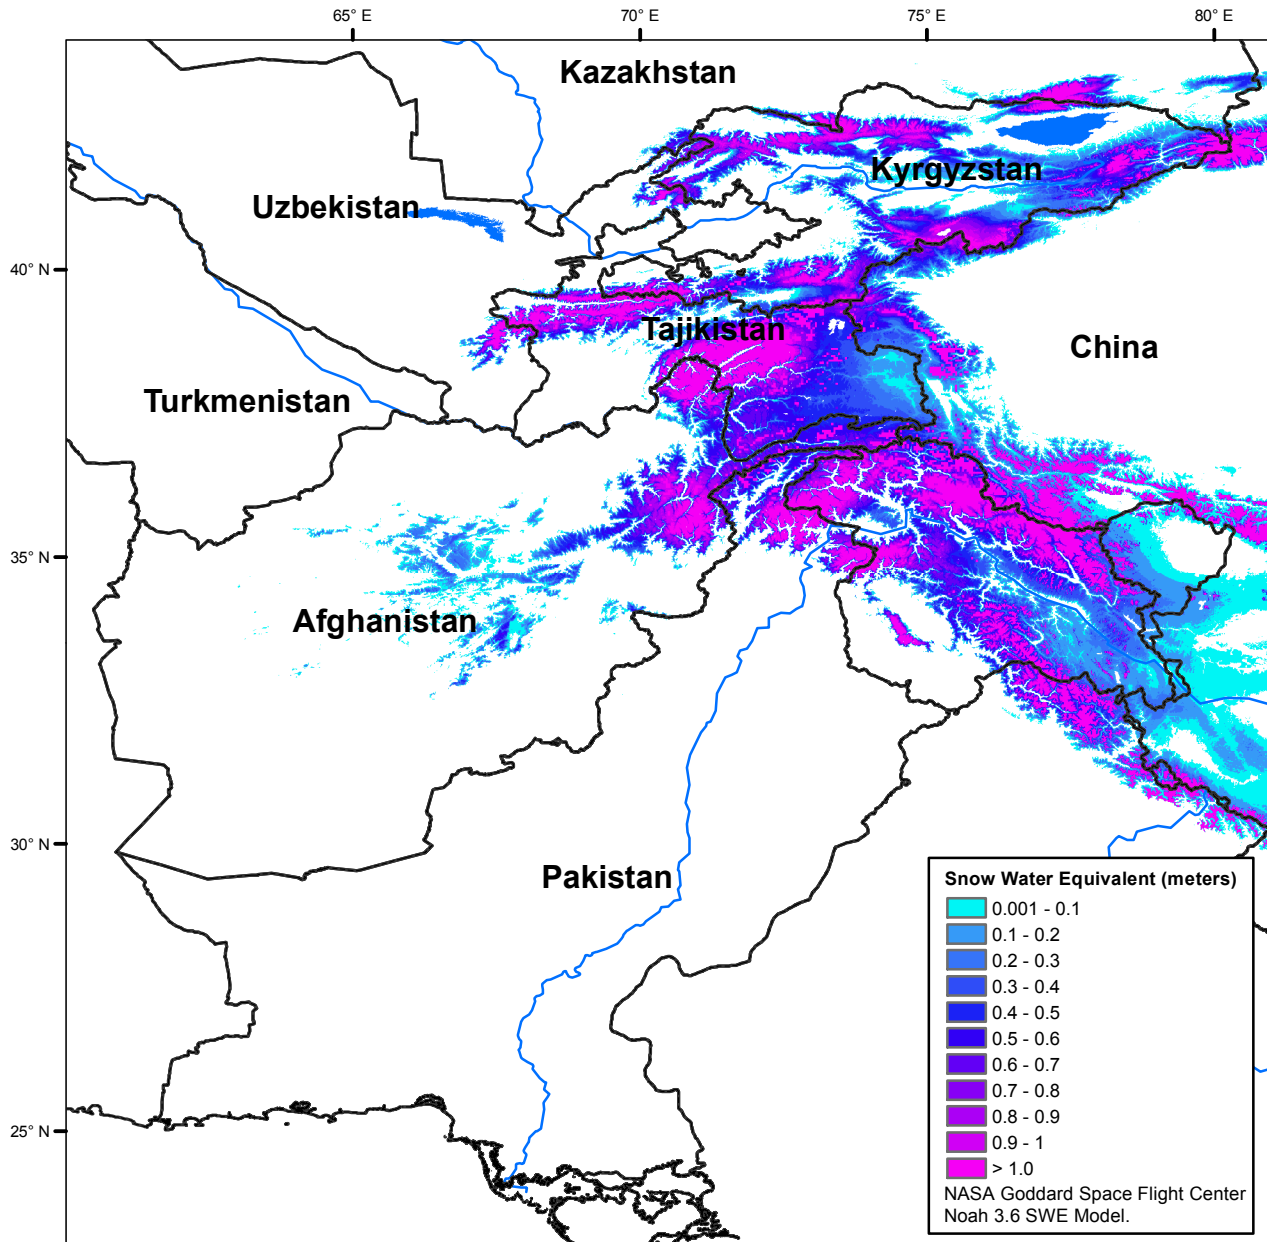 65° E
70° E
75° E
80° E
Kazakhstan
Kyrgyzstan
Uzbekistan
40° N
Tajikistan
China
Turkmenistan
35° N
Afghanistan
30° N
Pakistan
25° N
Snow Water Equivalent (meters)
0.001 - 0.1
0.1 - 0.2
0.2 - 0.3
0.3 - 0.4
0.4 - 0.5
0.5 - 0.6
0.6 - 0.7
0.7 - 0.8
0.8 - 0.9
0.9 - 1
> 1.0
NASA Goddard Space Flight Center
Noah 3.6 SWE Model.